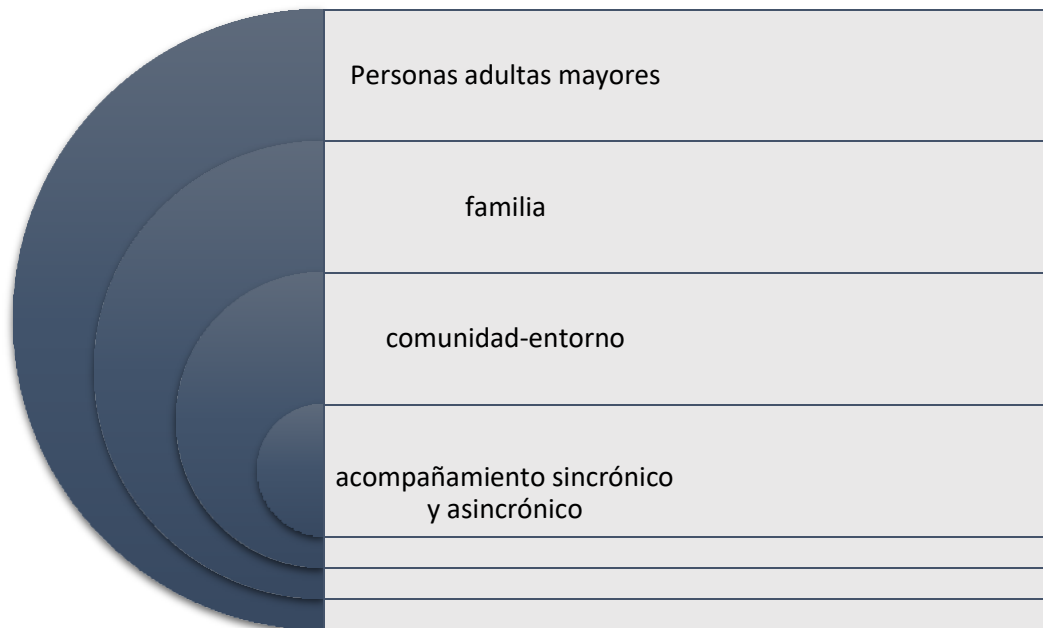 Personas adultas mayores
familia
comunidad-entorno
acompañamiento sincrónico
y asincrónico